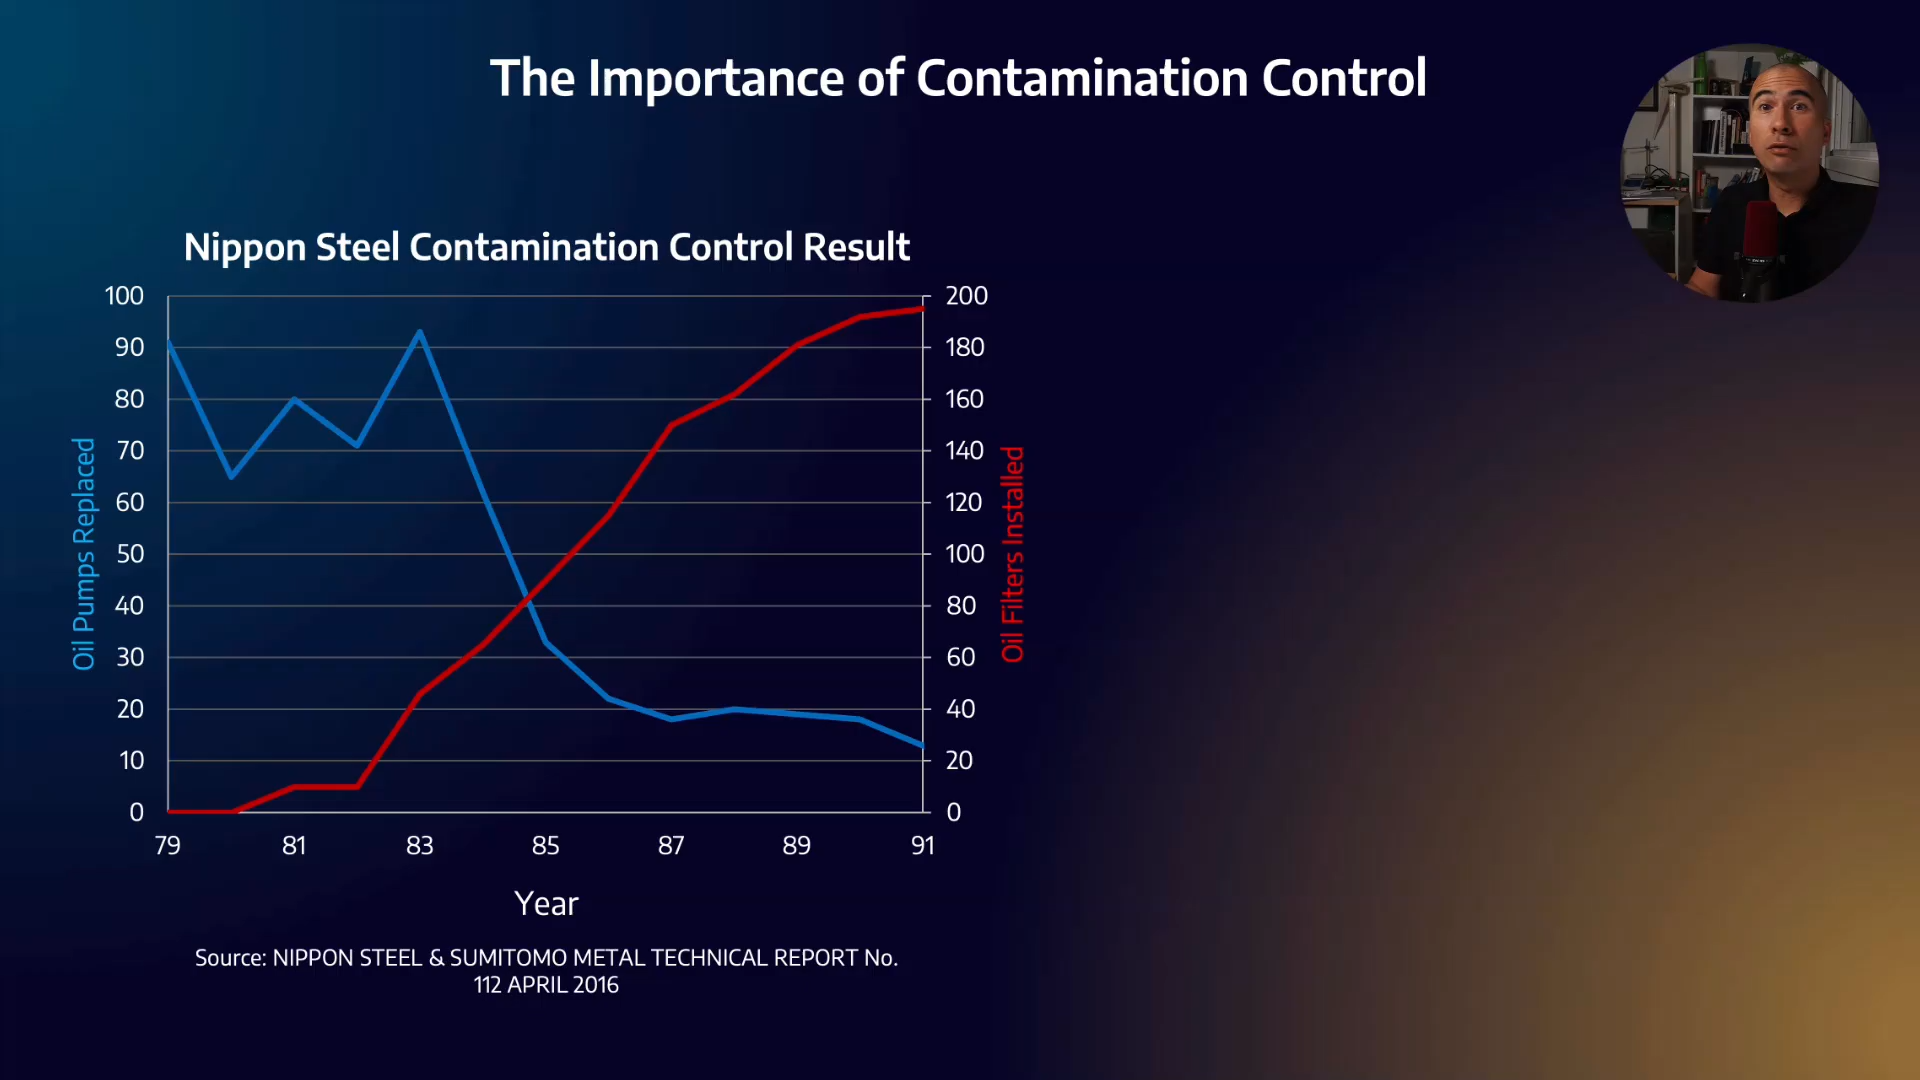 The Importance of Contamination Control
Nippon Steel Contamination Control Result
100
90
80
70
60
50
40
30
20
10
0
Oil Pumps Replaced
200
180
160
140
120
100
80
60
40
20
0
Oil Filters Installed
79 81 83 85 87 89 91
Year
Source: NIPPON STEEL & SUMITOMO METAL TECHNICAL REPORT No.
112 APRIL 2016